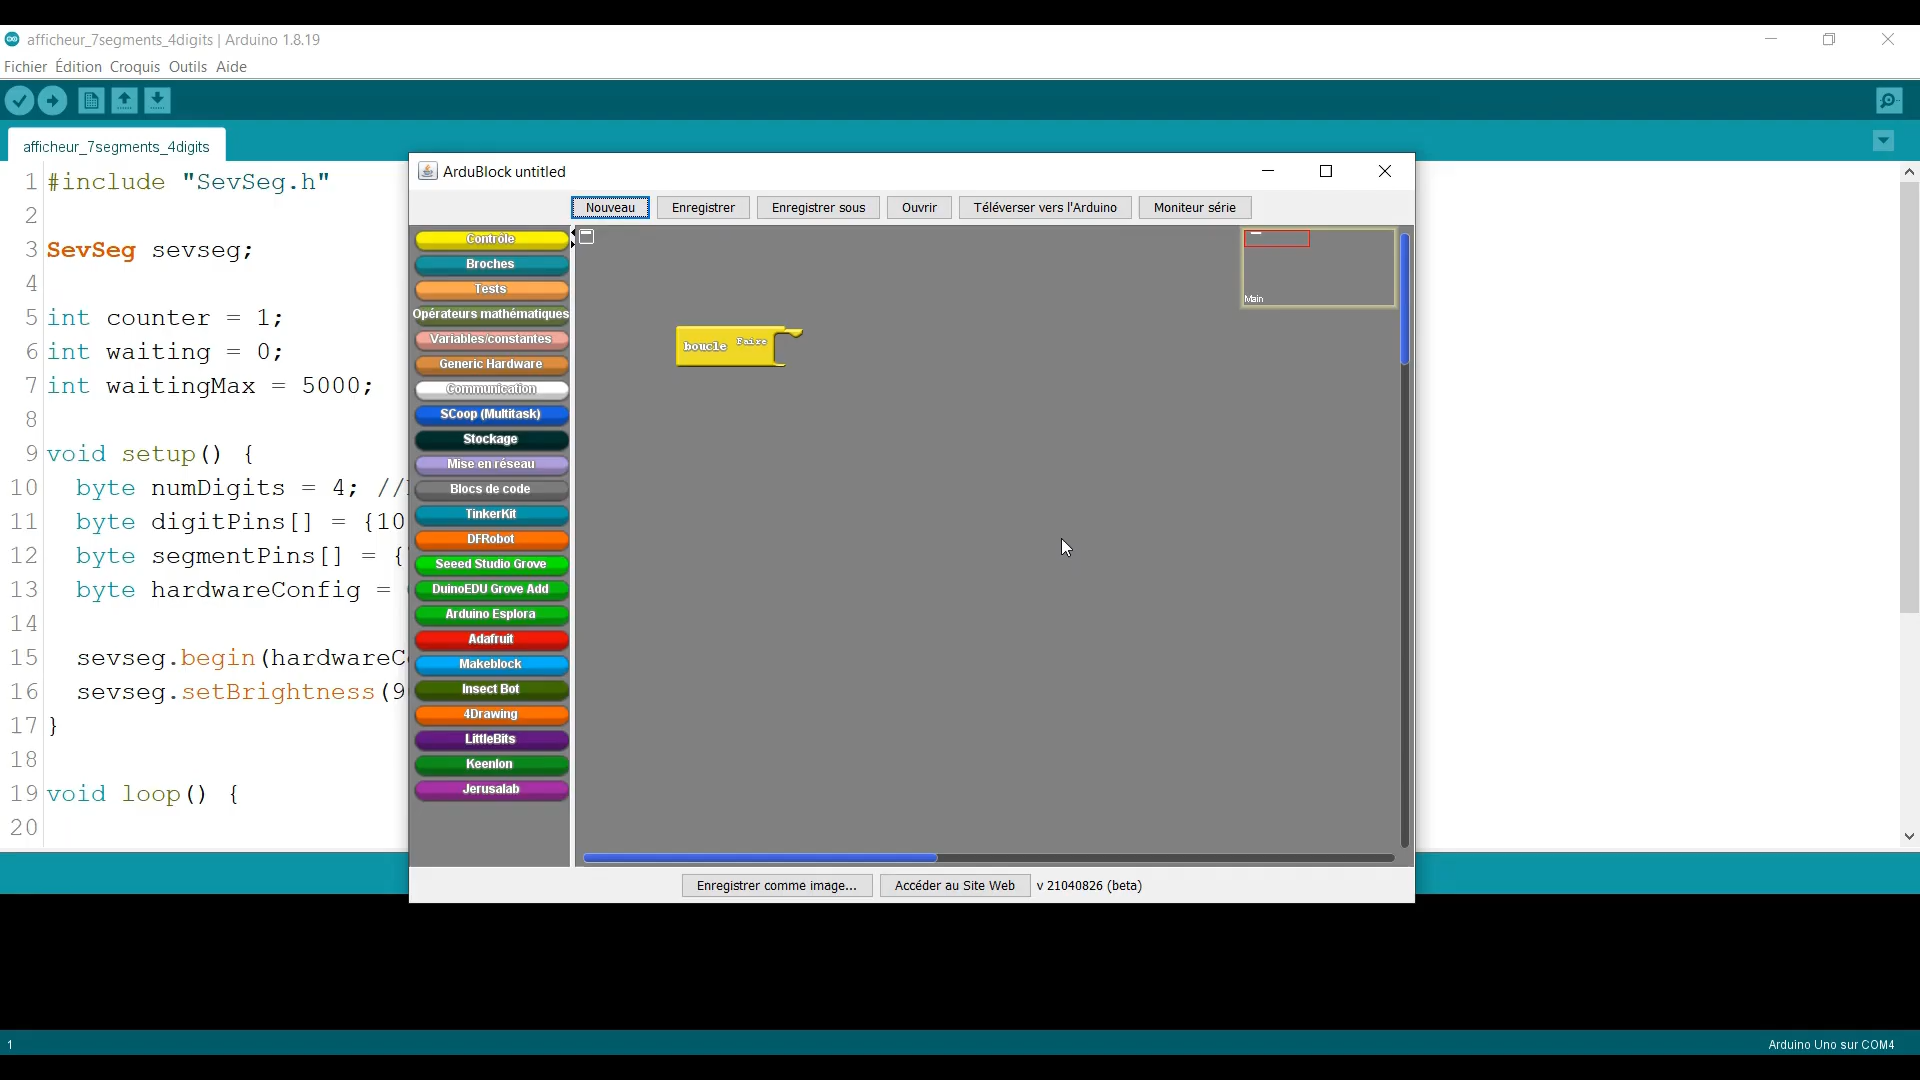 afficheur_7segments_4digits | Arduino 1.8.19
Fichier Édition Croquis Outils Aide
afficheur_7segments_4digits
1 #include "SevSeg.h"
2
3 SevSeg sevseg;
4
5 int counter = 1;
6 int waiting = 0;
7 int waitingMax = 5000;
8
9 void setup() {
10 byte numDigits = 4; //
11 byte digitPins[] = {10
12 byte segmentPins[] = {
13 byte hardwareConfig =
14
15 sevseg.begin(hardwareC
16 sevseg.setBrightness(9
17 }
18
19 void loop() {
20
ArduBlock untitled
Nouveau Enregistrer Enregistrer sous Ouvrir Téléverser vers l'Arduino Moniteur série
Contrôle
Broches
Tests
Opérateurs mathématiques
Variables/constantes
Generic Hardware
Communication
SCoop (Multitask)
Stockage
Mise en réseau
Blocs de code
TinkerKit
DFRobot
Seeed Studio Grove
DuinoEDU Grove Add
Arduino Esplora
Adafruit
Makeblock
Insect Bot
4Drawing
LittleBits
Keenlon
Jerusalab
boucle Faire
Main
Enregistrer comme image... Accéder au Site Web v 21040826 (beta)
1
Arduino Uno sur COM4